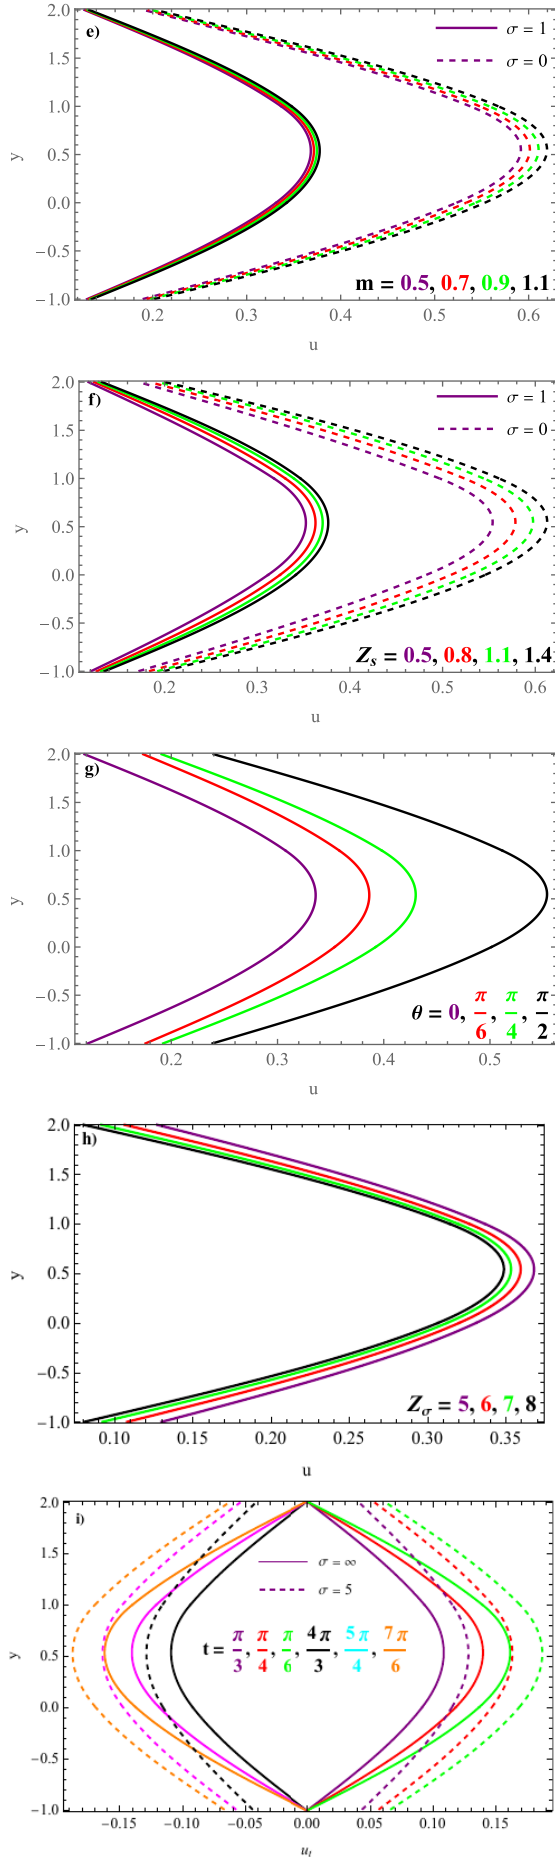 e)
σ = 1
σ = 0
2.0
1.5
1.0
0.5
0.0
−0.5
−1.0
y
m = 0.5, 0.7, 0.9, 1.1
0.2 0.3 0.4 0.5 0.6
u
f)
σ = 1
σ = 0
2.0
1.5
1.0
0.5
0.0
−0.5
−1.0
y
Zs = 0.5, 0.8, 1.1, 1.4
0.2 0.3 0.4 0.5 0.6
u
g)
2.0
1.5
1.0
0.5
0.0
−0.5
−1.0
y
θ = 0, π/6, π/4, π/2
0.2 0.3 0.4 0.5
u
h)
2.0
1.5
1.0
0.5
0.0
−0.5
−1.0
y
Zσ = 5, 6, 7, 8
0.10 0.15 0.20 0.25 0.30 0.35
u
i)
σ = ∞
σ = 5
2.0
1.5
1.0
0.5
0.0
−0.5
−1.0
y
t = π/3, π/4, π/6, 4π/3, 5π/4, 7π/6
−0.15 −0.10 −0.05 0.00 0.05 0.10 0.15
ut